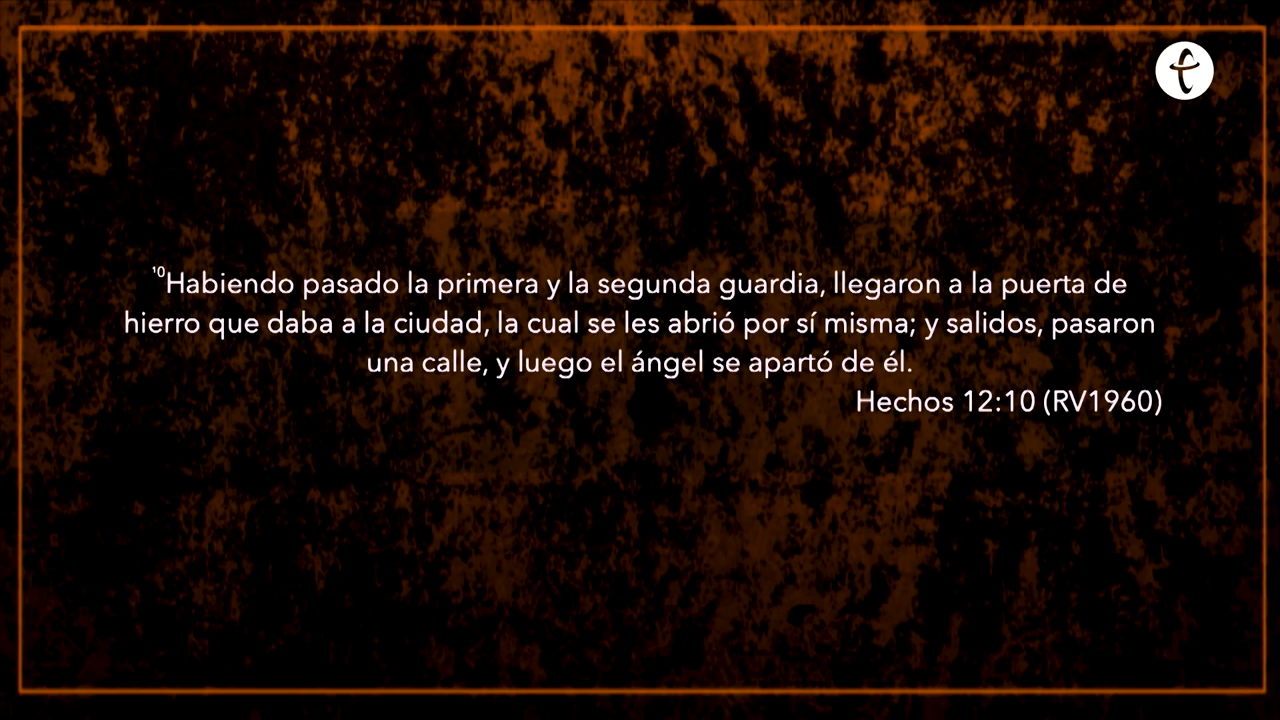 ¹⁰Habiendo pasado la primera y la segunda guardia, llegaron a la puerta de
hierro que daba a la ciudad, la cual se les abrió por sí misma; y salidos, pasaron
una calle, y luego el ángel se apartó de él.
Hechos 12:10 (RV1960)